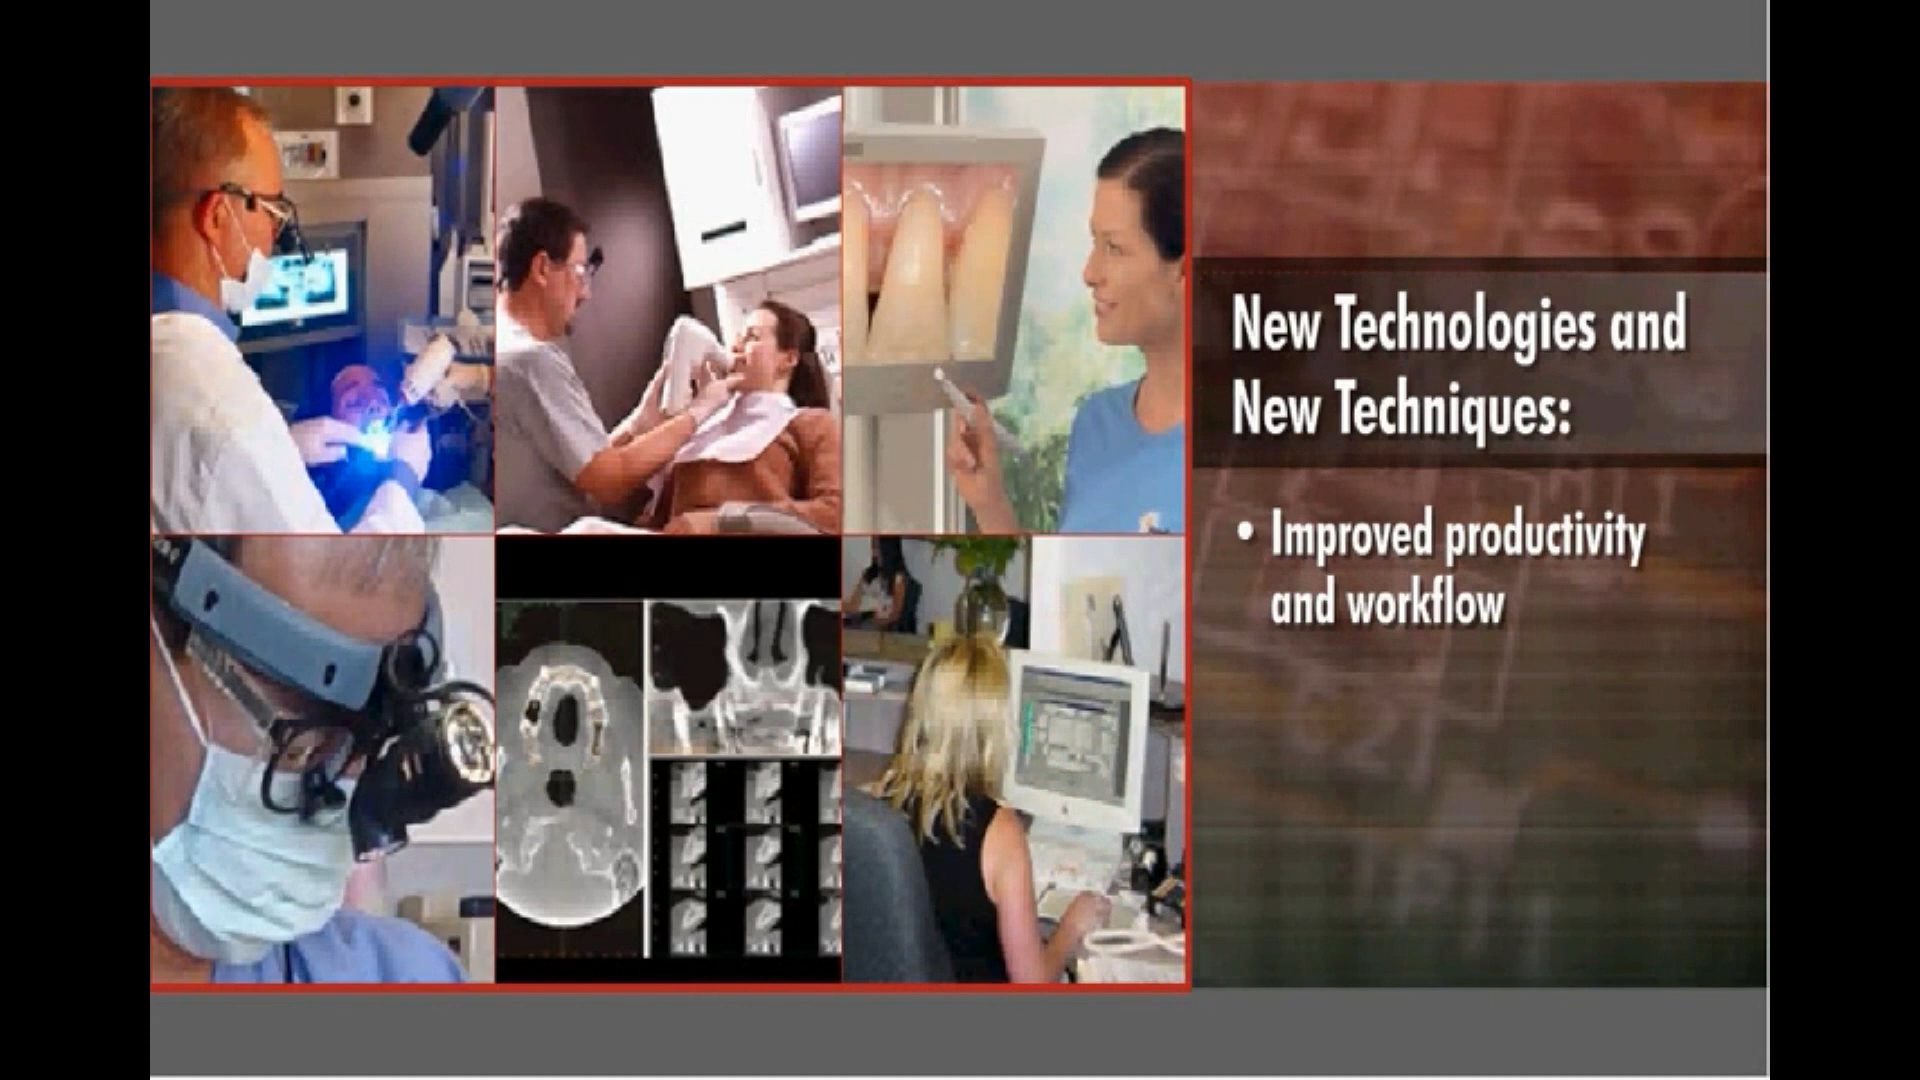 New Technologies and
New Techniques:
• Improved productivity
and workflow